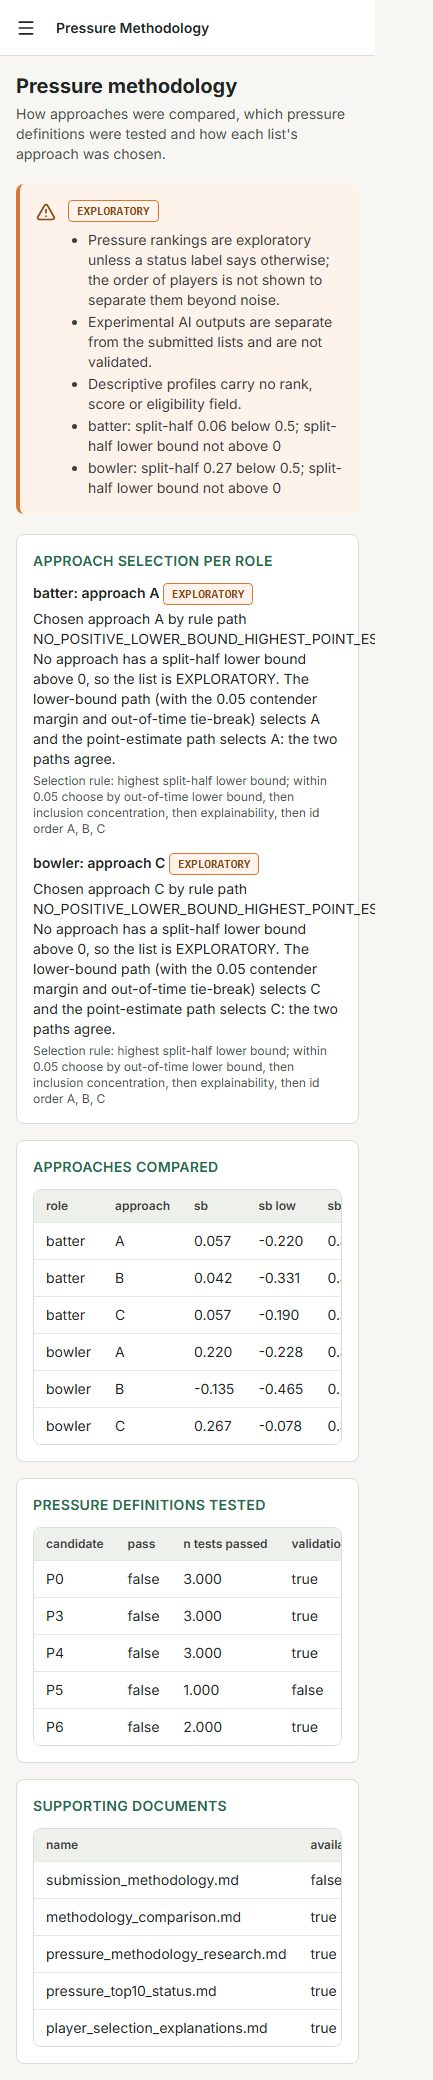 Pressure Methodology
Pressure methodology
How approaches were compared, which pressure
definitions were tested and how each list's
approach was chosen.
EXPLORATORY
• Pressure rankings are exploratory
unless a status label says otherwise;
the order of players is not shown to
separate them beyond noise.
• Experimental AI outputs are separate
from the submitted lists and are not
validated.
• Descriptive profiles carry no rank,
score or eligibility field.
• batter: split-half 0.06 below 0.5; split-
half lower bound not above 0
• bowler: split-half 0.27 below 0.5; split-
half lower bound not above 0
APPROACH SELECTION PER ROLE
batter: approach A EXPLORATORY
Chosen approach A by rule path
NO_POSITIVE_LOWER_BOUND_HIGHEST_POINT_ES
No approach has a split-half lower bound
above 0, so the list is EXPLORATORY. The
lower-bound path (with the 0.05 contender
margin and out-of-time tie-break) selects A
and the point-estimate path selects A: the two
paths agree.
Selection rule: highest split-half lower bound; within
0.05 choose by out-of-time lower bound, then
inclusion concentration, then explainability, then id
order A, B, C
bowler: approach C EXPLORATORY
Chosen approach C by rule path
NO_POSITIVE_LOWER_BOUND_HIGHEST_POINT_ES
No approach has a split-half lower bound
above 0, so the list is EXPLORATORY. The
lower-bound path (with the 0.05 contender
margin and out-of-time tie-break) selects C
and the point-estimate path selects C: the two
paths agree.
Selection rule: highest split-half lower bound; within
0.05 choose by out-of-time lower bound, then
inclusion concentration, then explainability, then id
order A, B, C
APPROACHES COMPARED
role approach sb sb low sb
batter A 0.057 -0.220 0.
batter B 0.042 -0.331 0.
batter C 0.057 -0.190 0.
bowler A 0.220 -0.228 0.
bowler B -0.135 -0.465 0.
bowler C 0.267 -0.078 0.
PRESSURE DEFINITIONS TESTED
candidate pass n tests passed validatio
P0 false 3.000 true
P3 false 3.000 true
P4 false 3.000 true
P5 false 1.000 false
P6 false 2.000 true
SUPPORTING DOCUMENTS
name availa
submission_methodology.md false
methodology_comparison.md true
pressure_methodology_research.md true
pressure_top10_status.md true
player_selection_explanations.md true